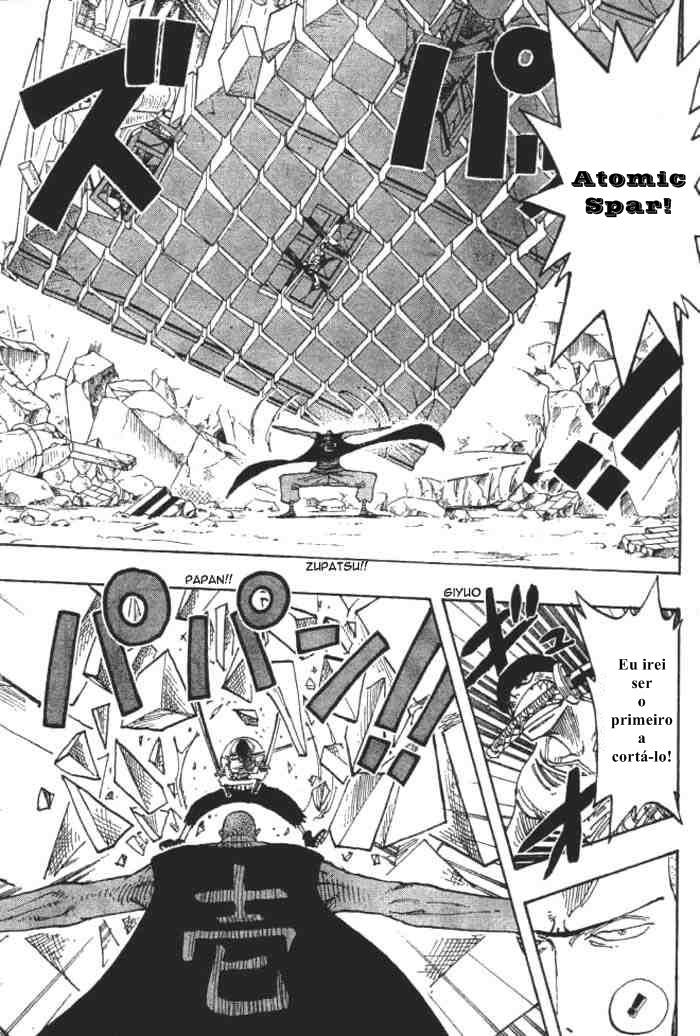 ズパ!!
Atomic
Spar!
ZUPATSU!!
GIYUO
ギュオ
Eu irei
ser
o
primeiro
a
cortá-lo!
!
PAPAN!!
パパーン!!
壱